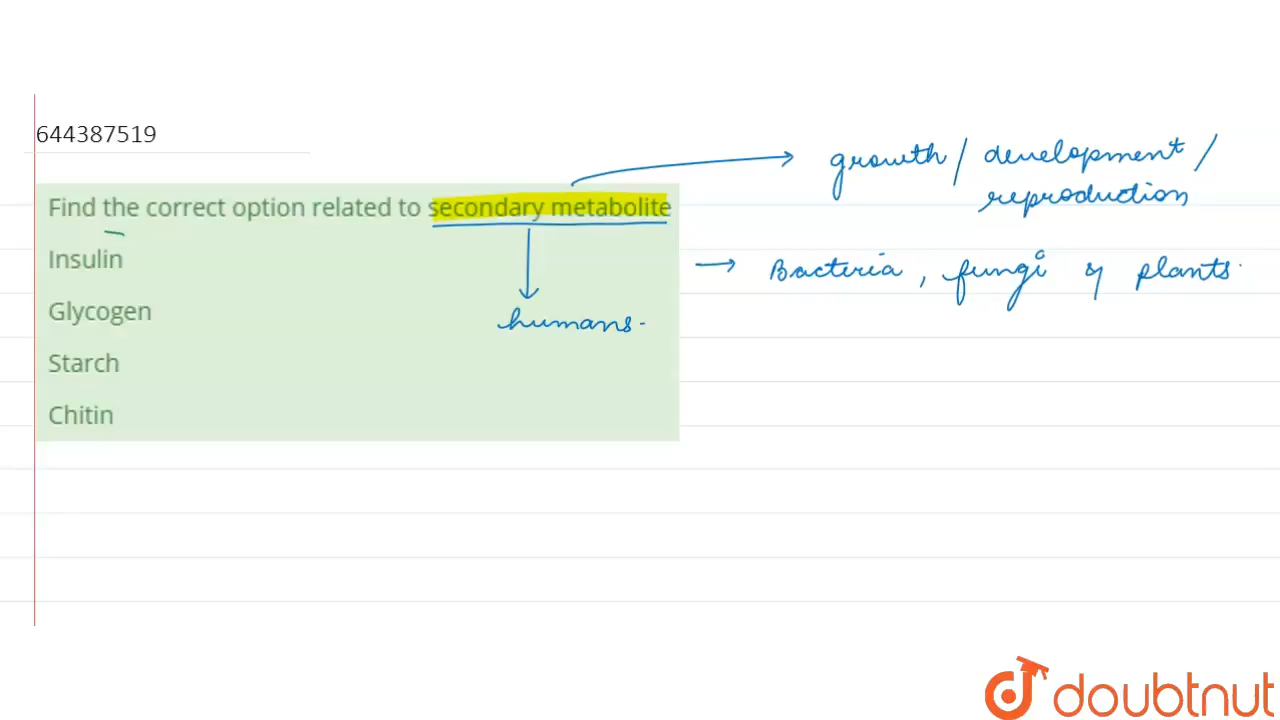 644387519
Find the correct option related to secondary metabolite
Insulin
Glycogen
Starch
Chitin
growth / development /
reproduction
→ Bacteria, fungi & plants.
humans.
doubtnut